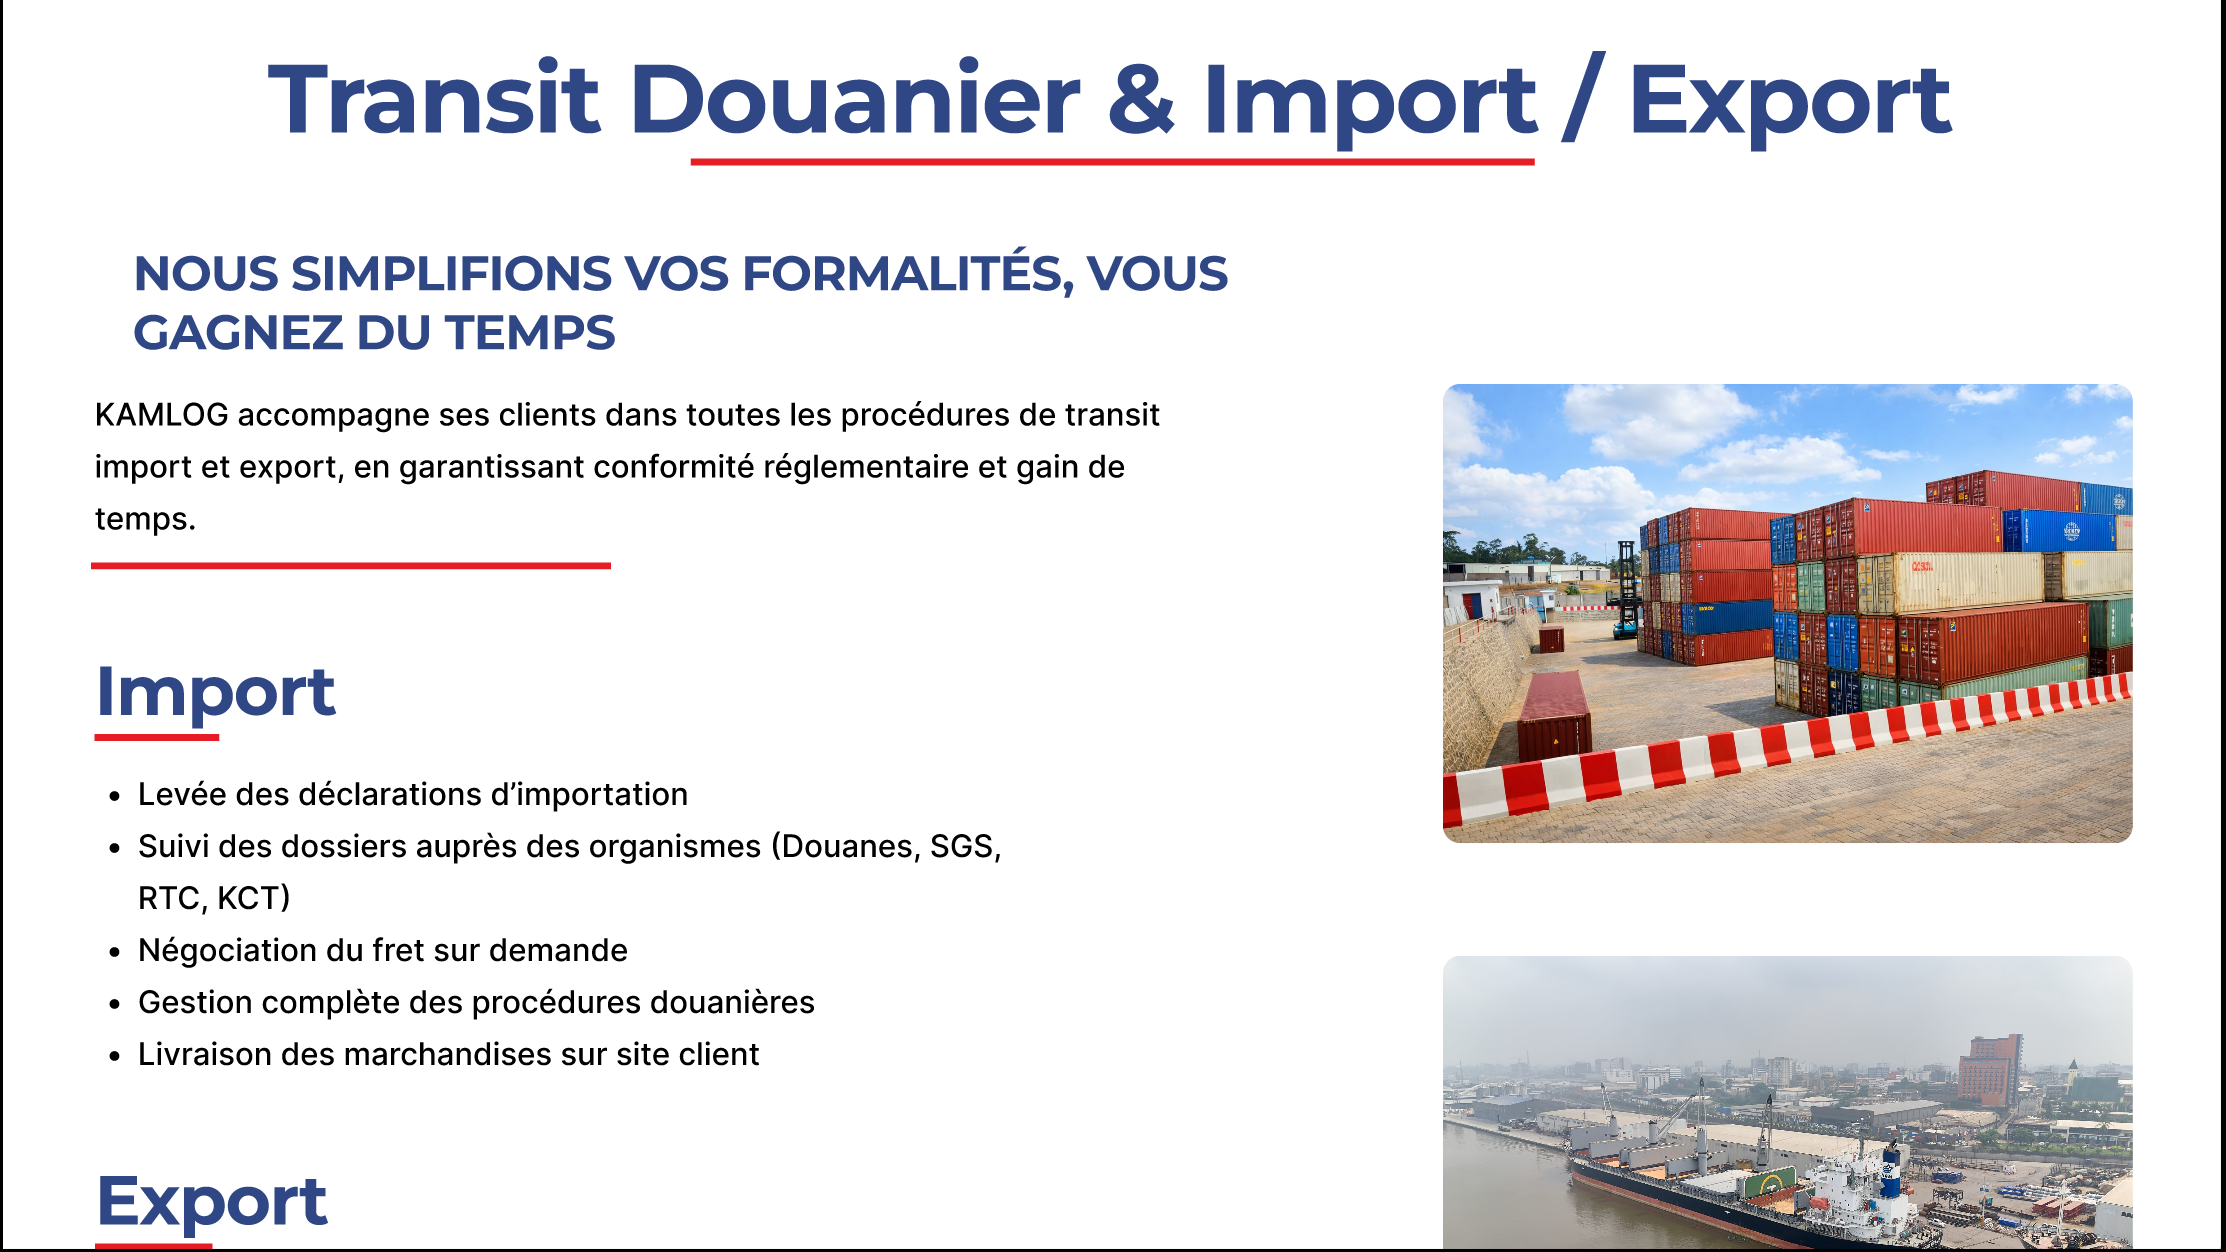 Transit Douanier & Import / Export
NOUS SIMPLIFIONS VOS FORMALITÉS, VOUS
GAGNEZ DU TEMPS
KAMLOG accompagne ses clients dans toutes les procédures de transit
import et export, en garantissant conformité réglementaire et gain de
temps.
Import
• Levée des déclarations d’importation
• Suivi des dossiers auprès des organismes (Douanes, SGS,
RTC, KCT)
• Négociation du fret sur demande
• Gestion complète des procédures douanières
• Livraison des marchandises sur site client
Export